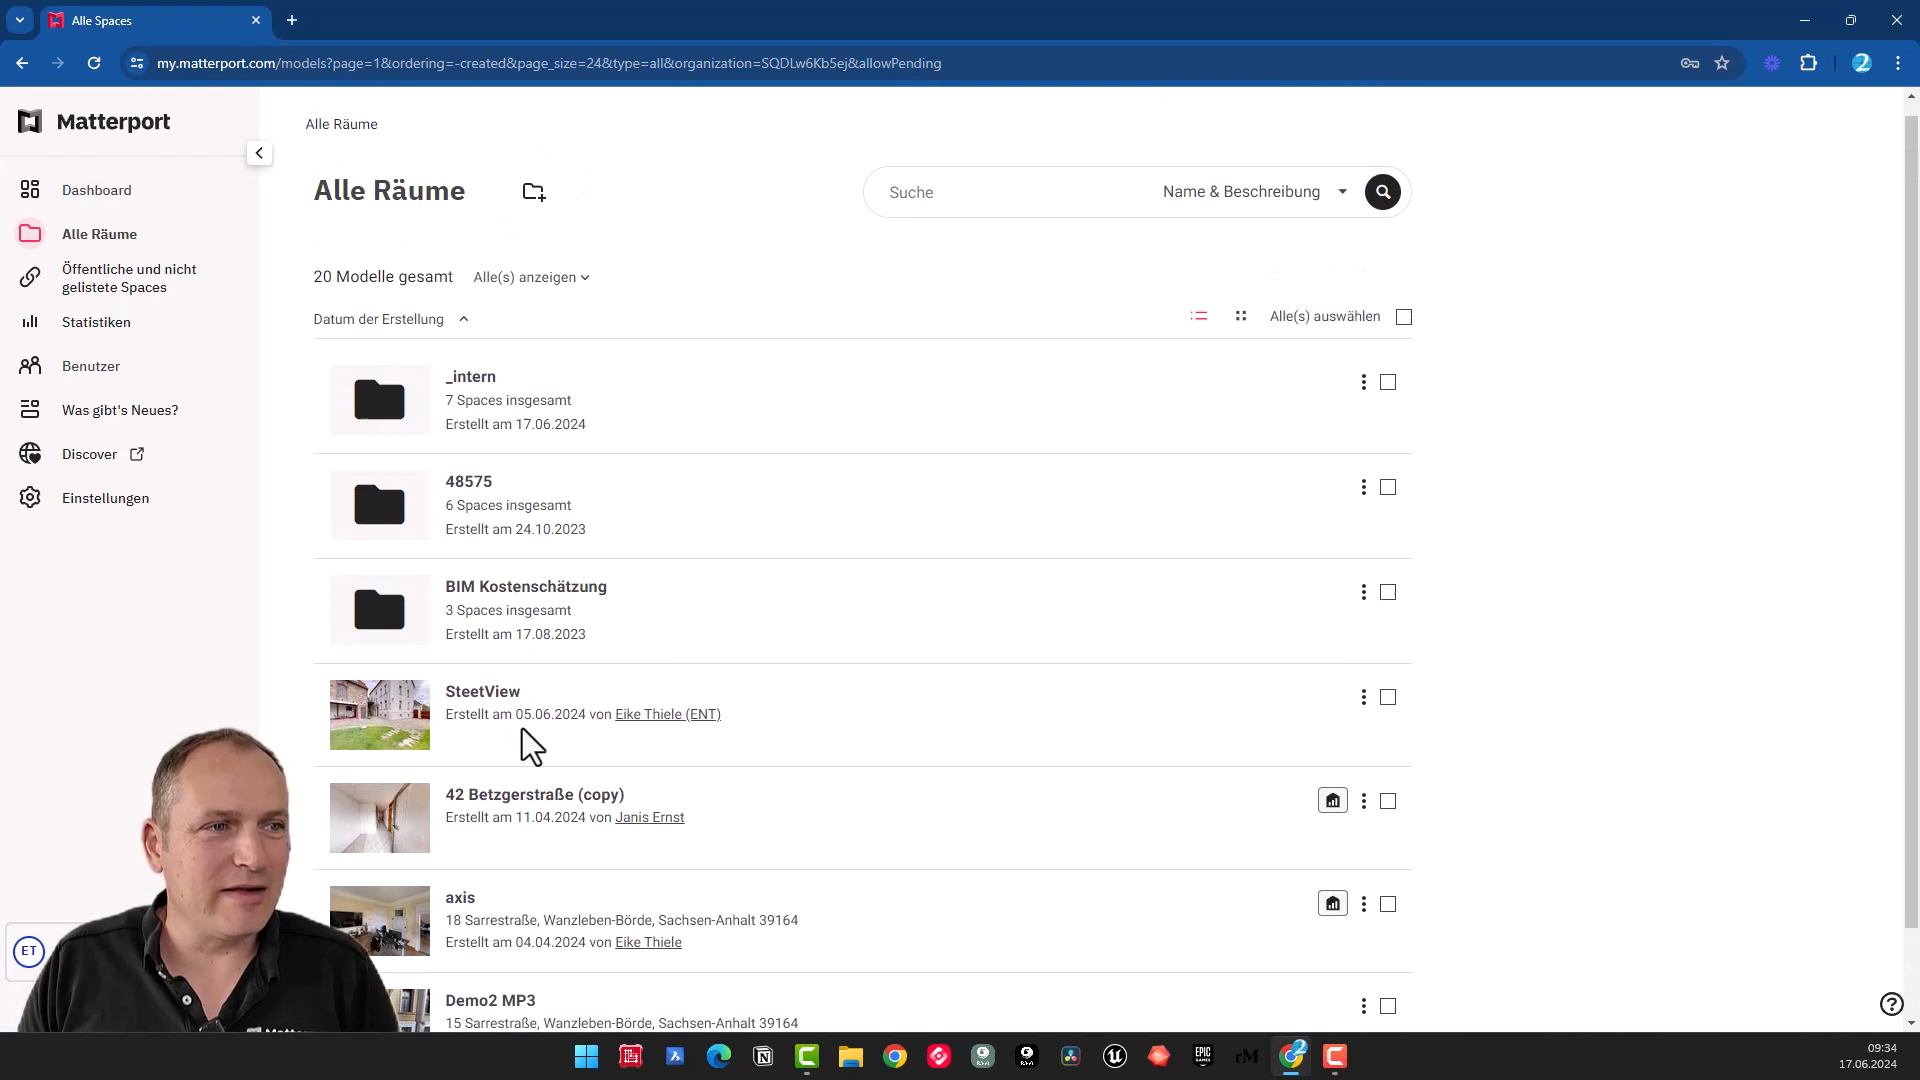 Alle Spaces
my.matterport.com/models?page=1&ordering=-created&page_size=24&type=all&organization=SQDLw6Kb5ej&allowPending
Matterport
Alle Räume
Dashboard
Alle Räume
Öffentliche und nicht
gelistete Spaces
Statistiken
Benutzer
Was gibt's Neues?
Discover
Einstellungen
ET
Alle Räume
Suche
Name & Beschreibung
20 Modelle gesamt
Alle(s) anzeigen
Datum der Erstellung
Alle(s) auswählen
_intern
7 Spaces insgesamt
Erstellt am 17.06.2024
48575
6 Spaces insgesamt
Erstellt am 24.10.2023
BIM Kostenschätzung
3 Spaces insgesamt
Erstellt am 17.08.2023
SteetView
Erstellt am 05.06.2024 von Eike Thiele (ENT)
42 Betzgerstraße (copy)
Erstellt am 11.04.2024 von Janis Ernst
axis
18 Sarrestraße, Wanzleben-Börde, Sachsen-Anhalt 39164
Erstellt am 04.04.2024 von Eike Thiele
Demo2 MP3
15 Sarrestraße, Wanzleben-Börde, Sachsen-Anhalt 39164
EPIC
GAMES
rM
2
09:34
17.06.2024